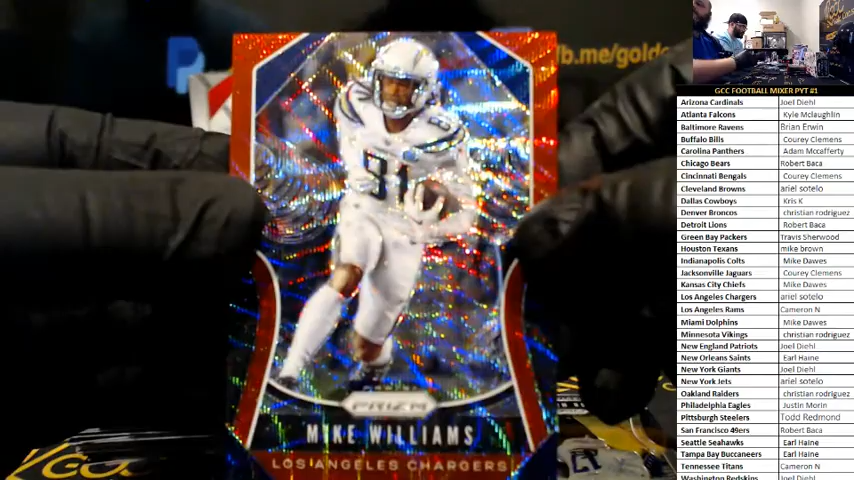 fb.me/golde
81
PRIZM
MIKE WILLIAMS
LOS ANGELES CHARGERS
GCC FOOTBALL MIXER PYT #1
Arizona Cardinals Joel Diehl
Atlanta Falcons Kyle Mclaughlin
Baltimore Ravens Brian Erwin
Buffalo Bills Courey Clemens
Carolina Panthers Adam Mccafferty
Chicago Bears Robert Baca
Cincinnati Bengals Courey Clemens
Cleveland Browns ariel sotelo
Dallas Cowboys Kris K
Denver Broncos christian rodriguez
Detroit Lions Robert Baca
Green Bay Packers Travis Sherwood
Houston Texans mike brown
Indianapolis Colts Mike Dawes
Jacksonville Jaguars Courey Clemens
Kansas City Chiefs Mike Dawes
Los Angeles Chargers ariel sotelo
Los Angeles Rams Cameron N
Miami Dolphins Mike Dawes
Minnesota Vikings christian rodriguez
New England Patriots Joel Diehl
New Orleans Saints Earl Haine
New York Giants Joel Diehl
New York Jets ariel sotelo
Oakland Raiders christian rodriguez
Philadelphia Eagles Justin Morin
Pittsburgh Steelers Todd Redmond
San Francisco 49ers Robert Baca
Seattle Seahawks Earl Haine
Tampa Bay Buccaneers Earl Haine
Tennessee Titans Cameron N
Washington Redskins Joel Diehl